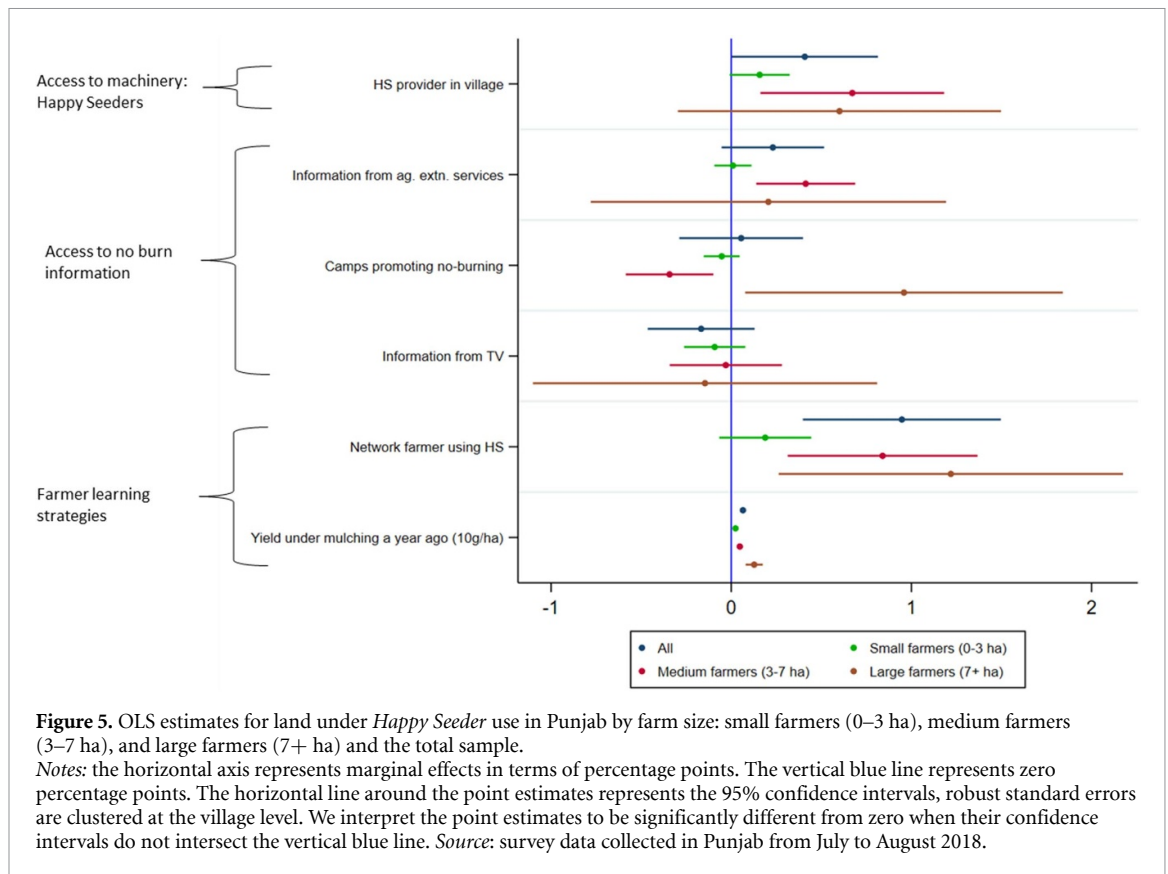 Access to machinery:
Happy Seeders
HS provider in village
Information from ag. extn. services
Access to no burn
information
Camps promoting no-burning
Information from TV
Network farmer using HS
Farmer learning
strategies
Yield under mulching a year ago (10g/ha)
-1 0 1 2
All Small farmers (0-3 ha)
Medium farmers (3-7 ha) Large farmers (7+ ha)
Figure 5. OLS estimates for land under Happy Seeder use in Punjab by farm size: small farmers (0–3 ha), medium farmers
(3–7 ha), and large farmers (7+ ha) and the total sample.
Notes: the horizontal axis represents marginal effects in terms of percentage points. The vertical blue line represents zero
percentage points. The horizontal line around the point estimates represents the 95% confidence intervals, robust standard errors
are clustered at the village level. We interpret the point estimates to be significantly different from zero when their confidence
intervals do not intersect the vertical blue line. Source: survey data collected in Punjab from July to August 2018.